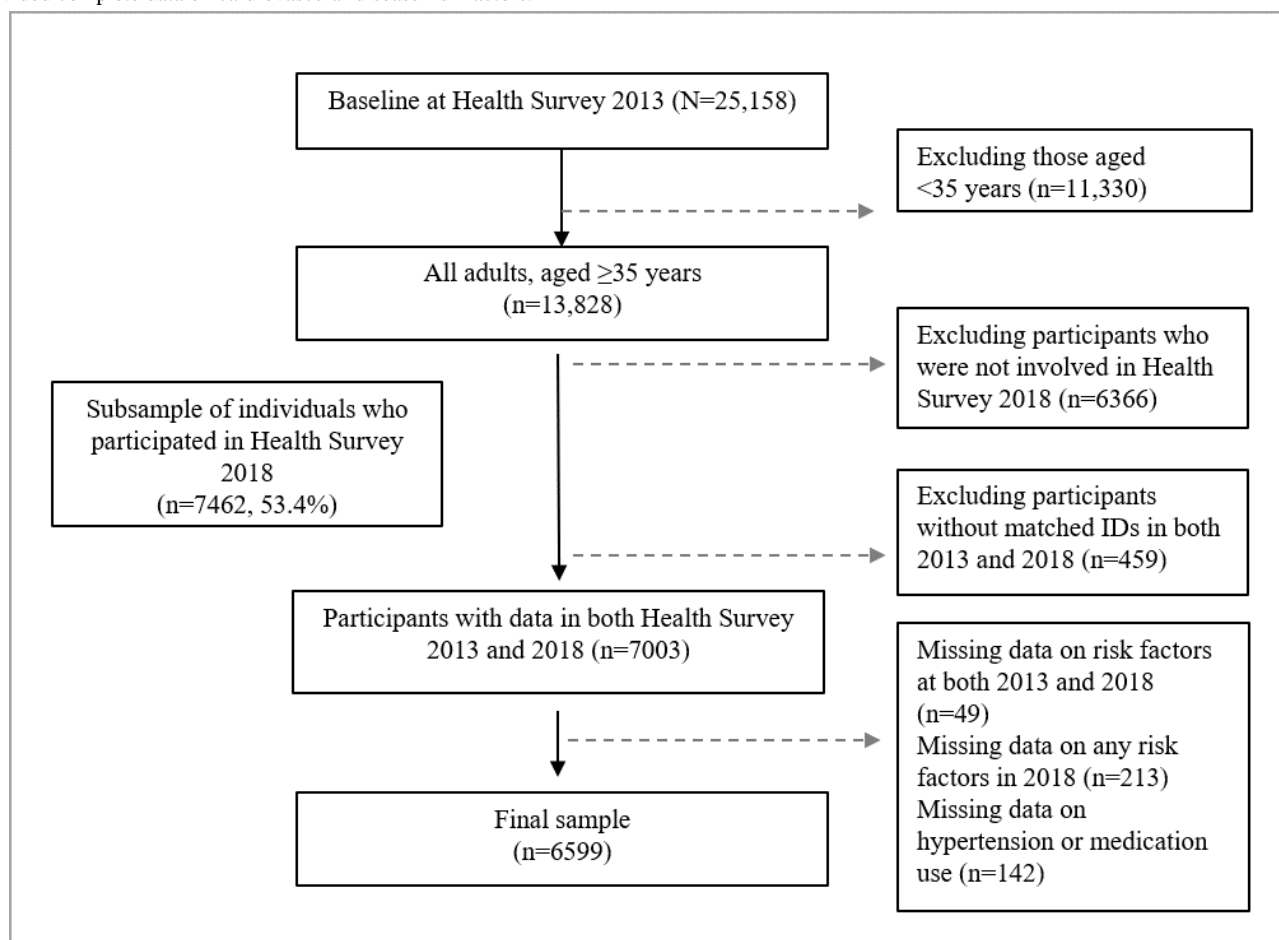 Baseline at Health Survey 2013 (N=25,158)
Excluding those aged
<35 years (n=11,330)
All adults, aged ≥35 years
(n=13,828)
Excluding participants who
were not involved in Health
Survey 2018 (n=6366)
Subsample of individuals who
participated in Health Survey
2018
(n=7462, 53.4%)
Excluding participants
without matched IDs in both
2013 and 2018 (n=459)
Participants with data in both Health Survey
2013 and 2018 (n=7003)
Missing data on risk factors
at both 2013 and 2018
(n=49)
Missing data on any risk
factors in 2018 (n=213)
Missing data on
hypertension or medication
use (n=142)
Final sample
(n=6599)